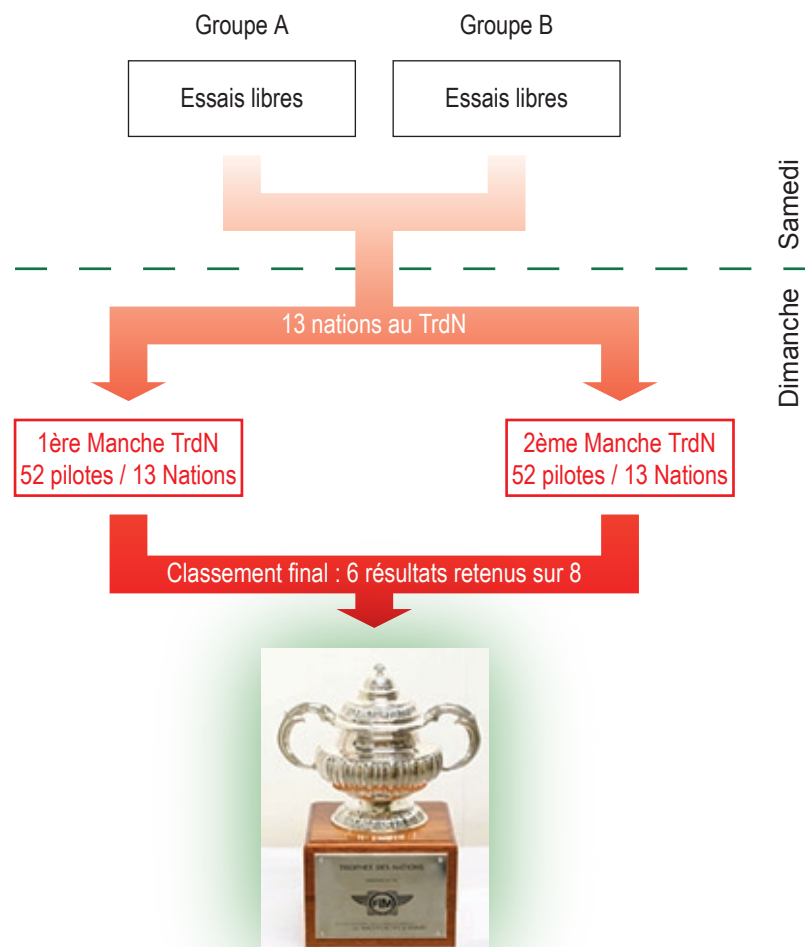 Groupe A
Groupe B
Essais libres
Essais libres
Samedi
Dimanche
13 nations au TrdN
1ère Manche TrdN
52 pilotes / 13 Nations
2ème Manche TrdN
52 pilotes / 13 Nations
Classement final : 6 résultats retenus sur 8
TROPHEE DES NATIONS
FIM